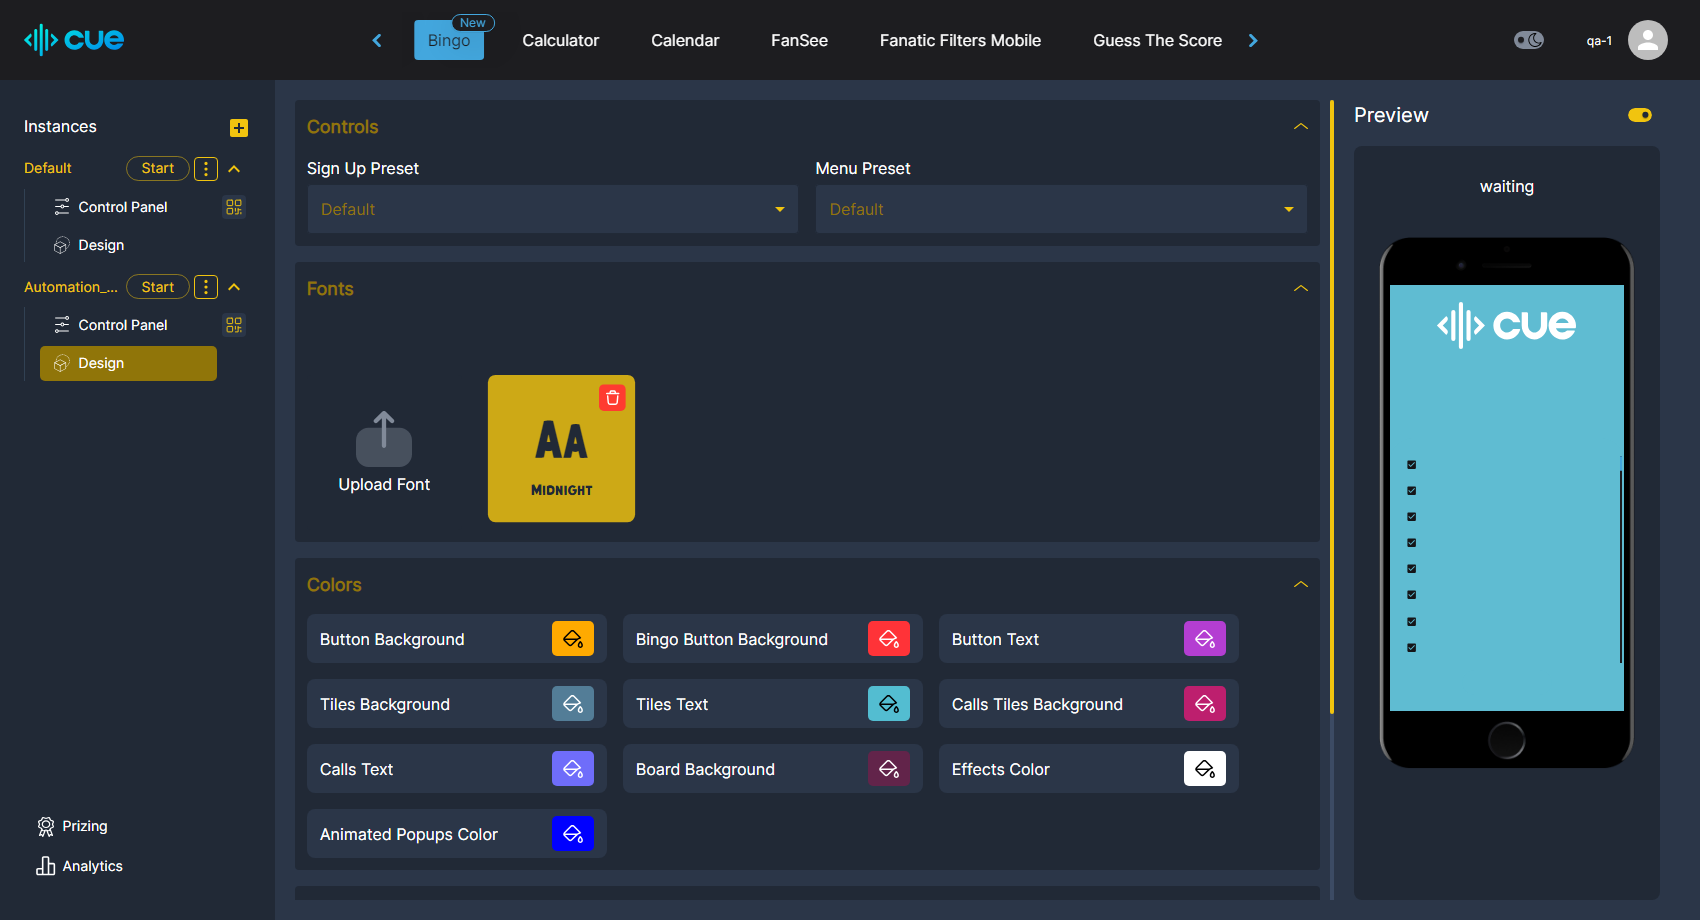 cue
New
Bingo
Calculator
Calendar
FanSee
Fanatic Filters Mobile
Guess The Score
qa-1
Instances
Default
Start
Control Panel
Design
Automation_...
Start
Control Panel
Design
Prizing
Analytics
Controls
Sign Up Preset
Menu Preset
Default
Default
Fonts
Upload Font
Aa
Midnight
Colors
Button Background
Bingo Button Background
Button Text
Tiles Background
Tiles Text
Calls Tiles Background
Calls Text
Board Background
Effects Color
Animated Popups Color
Preview
waiting
cue